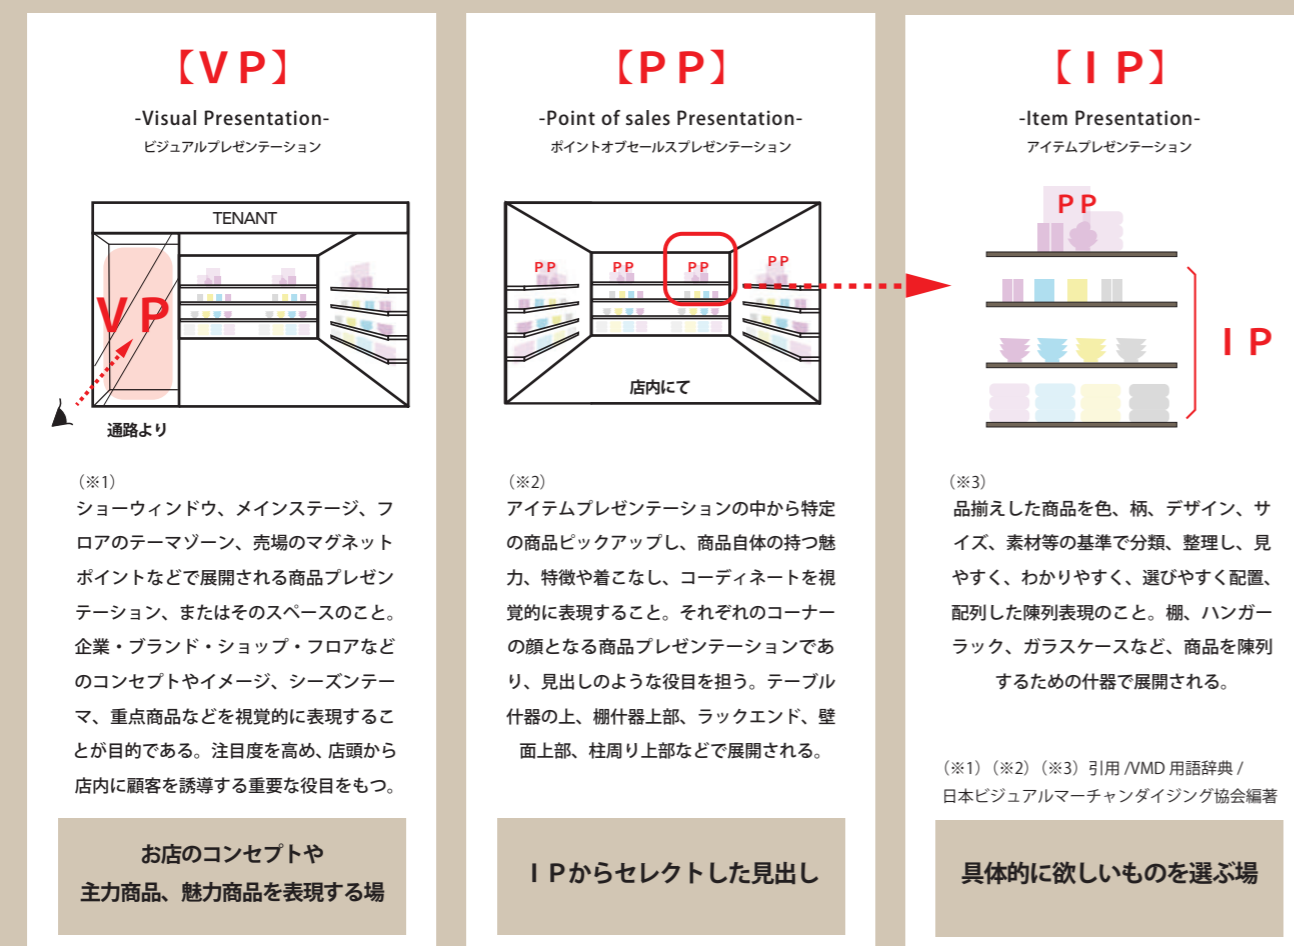 【VP】
-Visual Presentation-
ビジュアルプレゼンテーション
TENANT
VP
通路より
（※1）
ショーウィンドウ、メインステージ、フ
ロアのテーマゾーン、売場のマグネット
ポイントなどで展開される商品プレゼン
テーション、またはそのスペースのこと。
企業・ブランド・ショップ・フロアなど
のコンセプトやイメージ、シーズンテー
マ、重点商品などを視覚的に表現するこ
とが目的である。注目度を高め、店頭から
店内に顧客を誘導する重要な役目をもつ。
お店のコンセプトや
主力商品、魅力商品を表現する場
【PP】
-Point of sales Presentation-
ポイントオブセールスプレゼンテーション
PP
PP
PP
PP
店内にて
（※2）
アイテムプレゼンテーションの中から特定
の商品ピックアップし、商品自体の持つ魅
力、特徴や着こなし、コーディネートを視
覚的に表現すること。それぞれのコーナー
の顔となる商品プレゼンテーションであ
り、見出しのような役目を担う。テーブル
什器の上、棚什器上部、ラックエンド、壁
面上部、柱周り上部などで展開される。
ＩＰからセレクトした見出し
【ＩＰ】
-Item Presentation-
アイテムプレゼンテーション
PP
ＩＰ
（※3）
品揃えした商品を色、柄、デザイン、サ
イズ、素材等の基準で分類、整理し、見
やすく、わかりやすく、選びやすく配置、
配列した陳列表現のこと。棚、ハンガー
ラック、ガラスケースなど、商品を陳列
するための什器で展開される。
（※1）（※2）（※3）引用 /VMD 用語辞典 /
日本ビジュアルマーチャンダイジング協会編著
具体的に欲しいものを選ぶ場